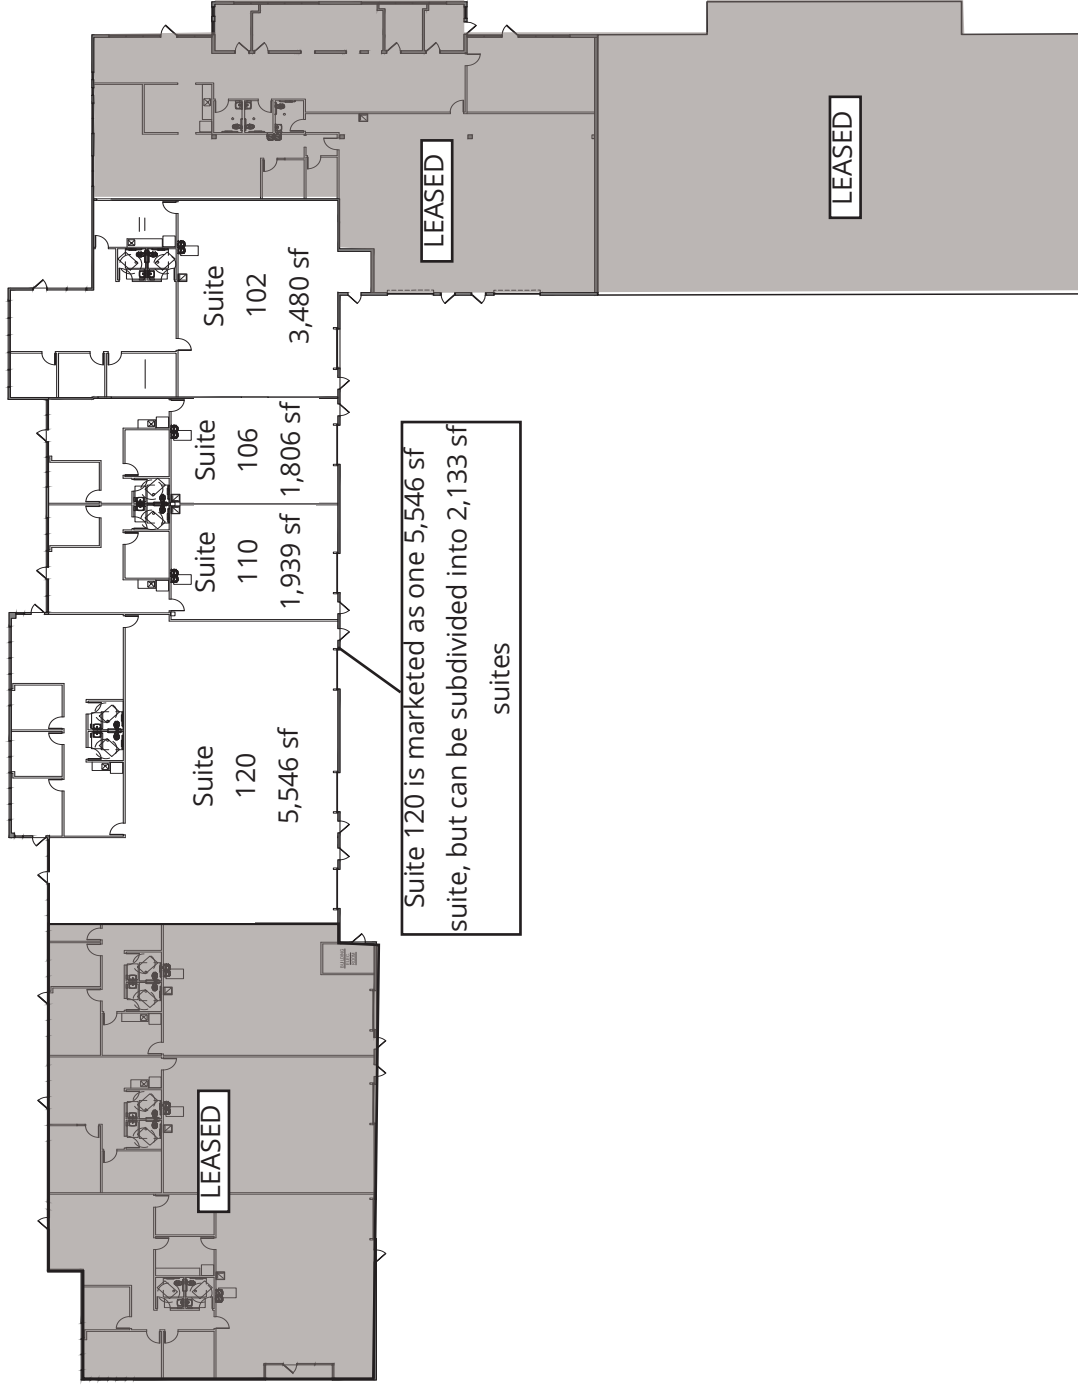 LEASED
Suite
120
5,546 sf
Suite
110
1,939 sf
Suite
106
1,806 sf
Suite
102
3,480 sf
Suite 120 is marketed as one 5,546 sf
suite, but can be subdivided into 2,133 sf
suites
LEASED
LEASED